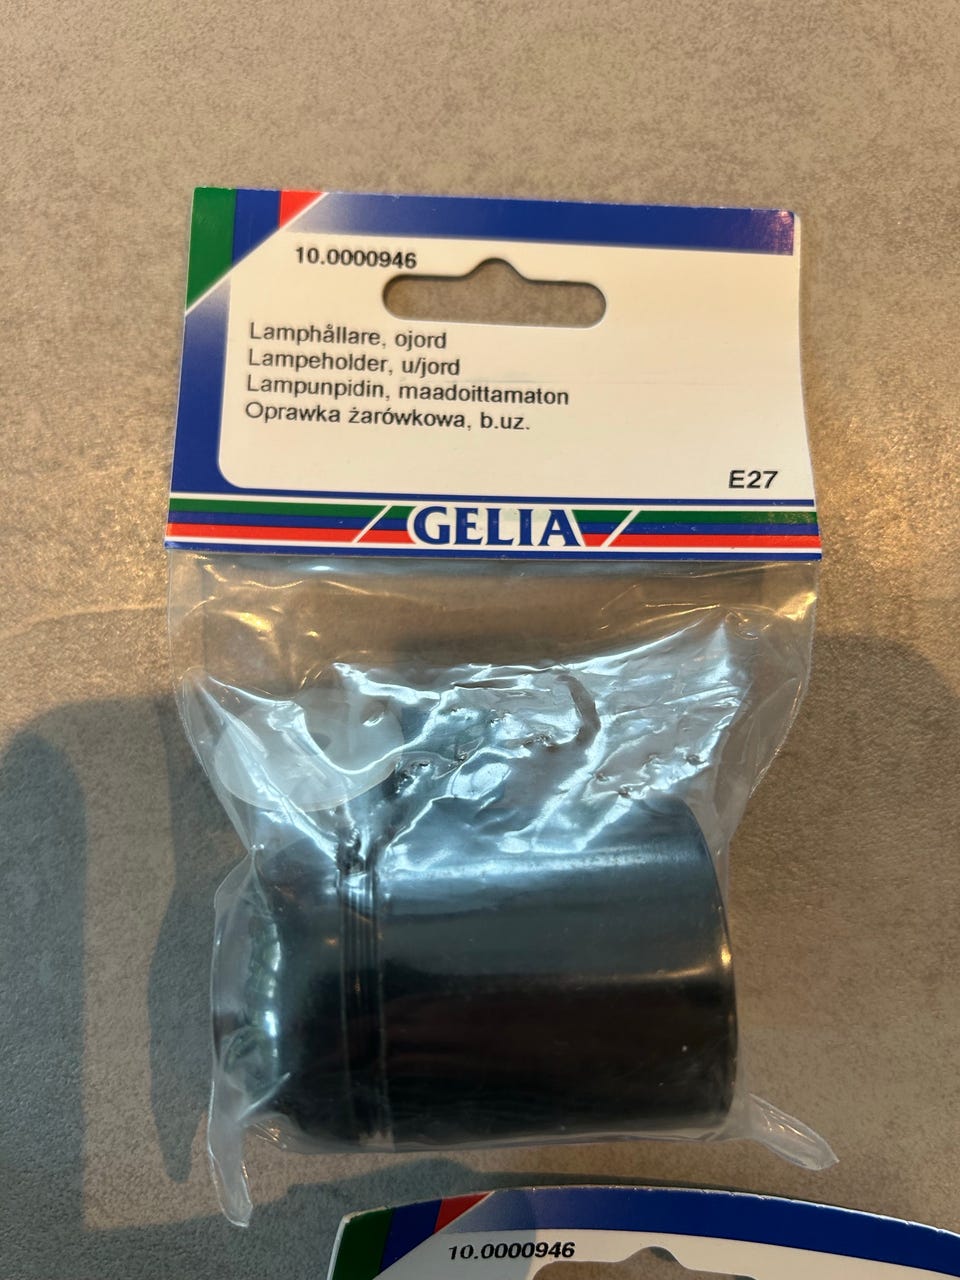 10.0000946
Lamphållare, ojord
Lampeholder, u/jord
Lampunpidin, maadoittamaton
Oprawka żarówkowa, b.uz.
E27
GELIA
10.0000946